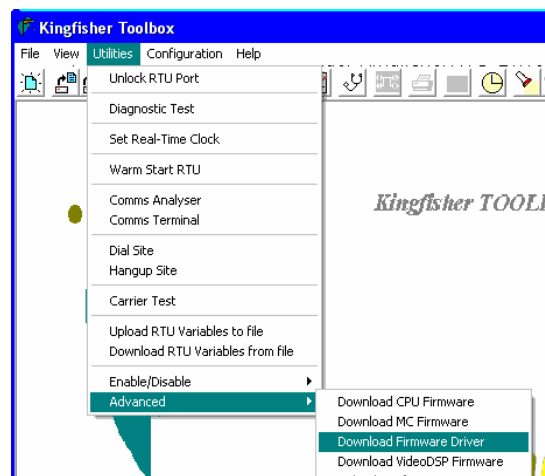 Kingfisher Toolbox
File View Utilities Configuration Help
Unlock RTU Port
Diagnostic Test
Set Real-Time Clock
Warm Start RTU
Comms Analyser
Comms Terminal
Kingfisher TOOL
Dial Site
Hangup Site
Carrier Test
Upload RTU Variables to file
Download RTU Variables from file
Enable/Disable
Advanced
Download CPU Firmware
Download MC Firmware
Download Firmware Driver
Download VideoDSP Firmware